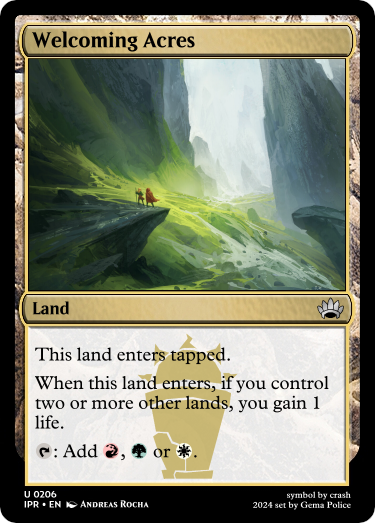 Welcoming Acres
Land
This land enters tapped.
When this land enters, if you control
two or more other lands, you gain 1
life.
: Add , or .
U 0206
symbol by crash
IPR • EN Andreas Rocha
2024 set by Gema Police